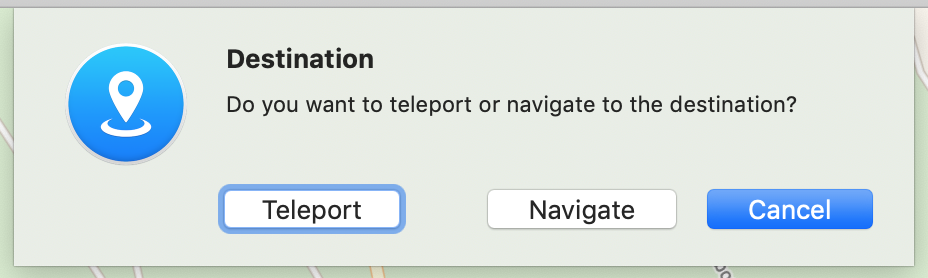 Destination
Do you want to teleport or navigate to the destination?
Teleport
Navigate
Cancel